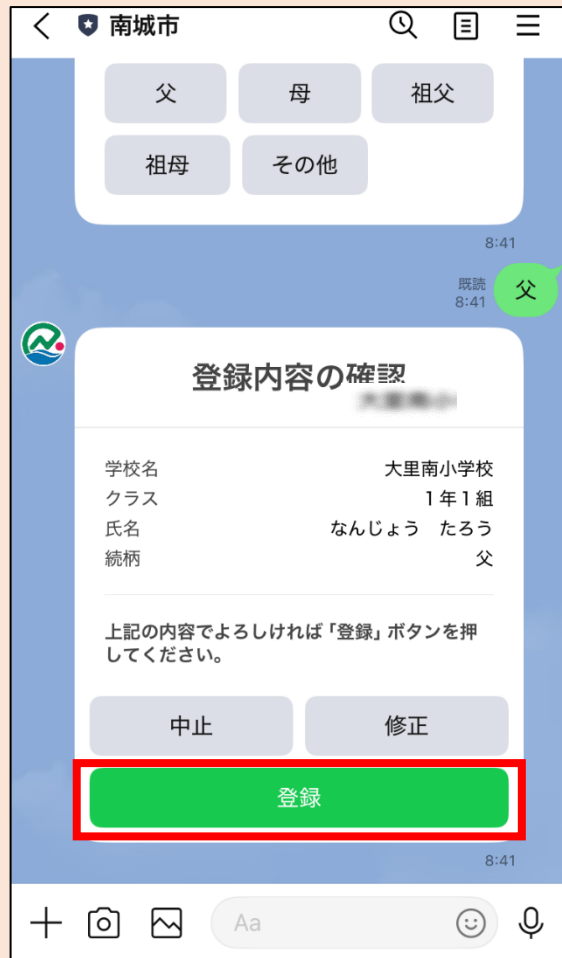 南城市
父 母 祖父
祖母 その他
8:41
既読
8:41
父
登録内容の確認
学校名 大里南小学校
クラス 1年1組
氏名 なんじょう たろう
続柄 父
上記の内容でよろしければ「登録」ボタンを押
してください。
中止 修正
登録
8:41
Aa